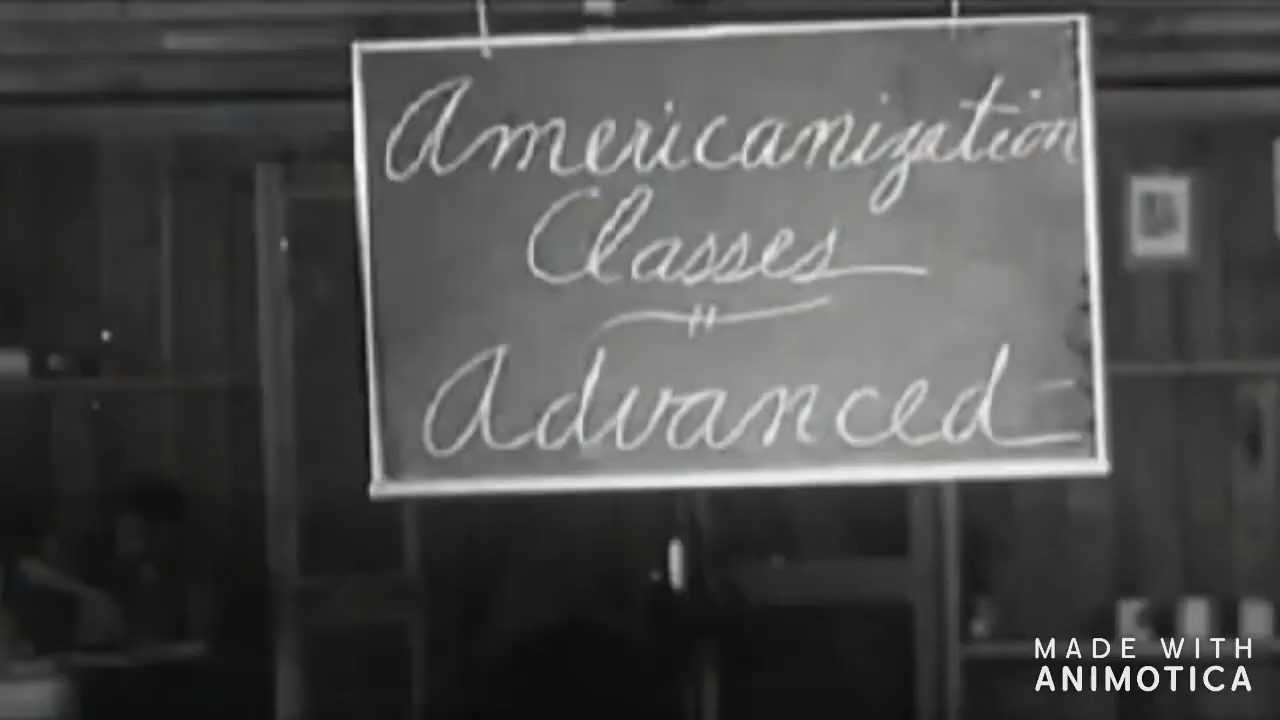 Americanization
Classes
Advanced
MADE WITH
ANIMOTICA